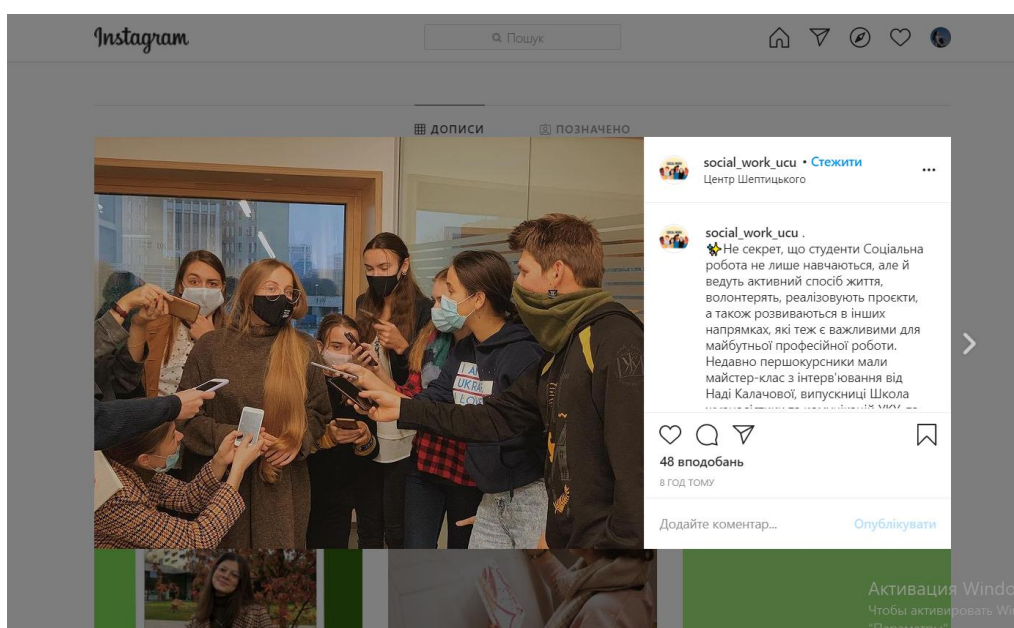 Instagram
Пошук
ДОПИСИ
ПОЗНАЧЕНО
social_work_ucu • Стежити
Центр Шептицького
social_work_ucu .
✨Не секрет, що студенти Соціальна
робота не лише навчаються, але й
ведуть активний спосіб життя,
волонтерять, реалізовують проєкти,
а також розвиваються в інших
напрямках, які теж є важливими для
майбутньої професійної роботи.
Недавно першокурсники мали
майстер-клас з інтерв'ювання від
Наді Калачової, випускниці Школа
I AM
UKRA
48 вподобань
8 ГОД ТОМУ
Додайте коментар...
Опублікувати
Активация Windo
Чтобы активировать Wi
"Параметры"